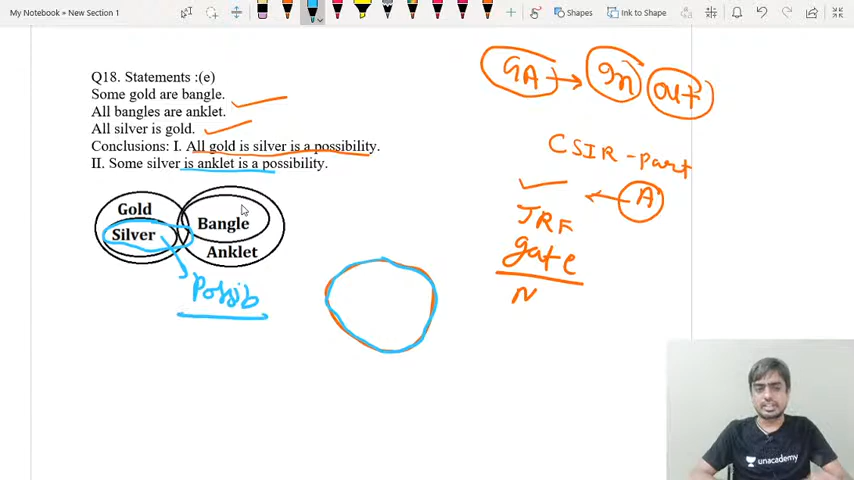 My Notebook » New Section 1
Shapes
Ink to Shape
Q18. Statements :(e)
Some gold are bangle.
All bangles are anklet.
All silver is gold.
Conclusions: I. All gold is silver is a possibility.
II. Some silver is anklet is a possibility.
Gold
Silver
Bangle
Anklet
Possib
GA
In
out
CSIR - Part
A
JRF
gate
N
unacademy